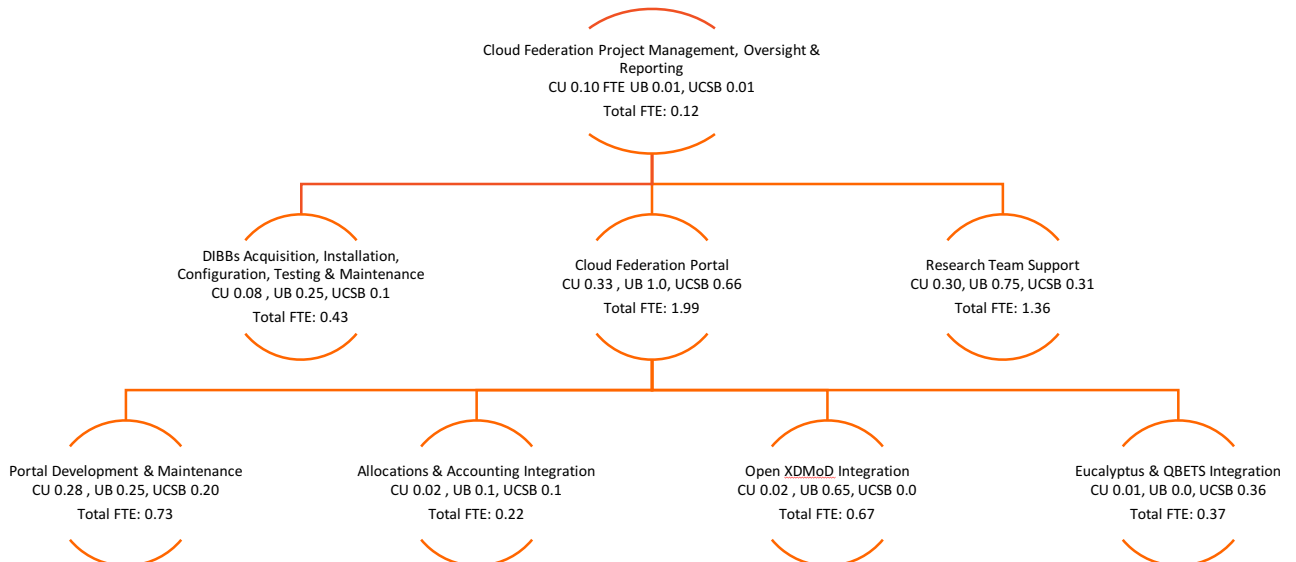 Cloud Federation Project Management, Oversight &
Reporting
CU 0.10 FTE UB 0.01, UCSB 0.01
Total FTE: 0.12
DIBBs Acquisition, Installation,
Configuration, Testing & Maintenance
CU 0.08 , UB 0.25, UCSB 0.1
Total FTE: 0.43
Cloud Federation Portal
CU 0.33 , UB 1.0, UCSB 0.66
Total FTE: 1.99
Research Team Support
CU 0.30, UB 0.75, UCSB 0.31
Total FTE: 1.36
Portal Development & Maintenance
CU 0.28 , UB 0.25, UCSB 0.20
Total FTE: 0.73
Allocations & Accounting Integration
CU 0.02 , UB 0.1, UCSB 0.1
Total FTE: 0.22
Open XDMoD Integration
CU 0.02 , UB 0.65, UCSB 0.0
Total FTE: 0.67
Eucalyptus & QBETS Integration
CU 0.01, UB 0.0, UCSB 0.36
Total FTE: 0.37